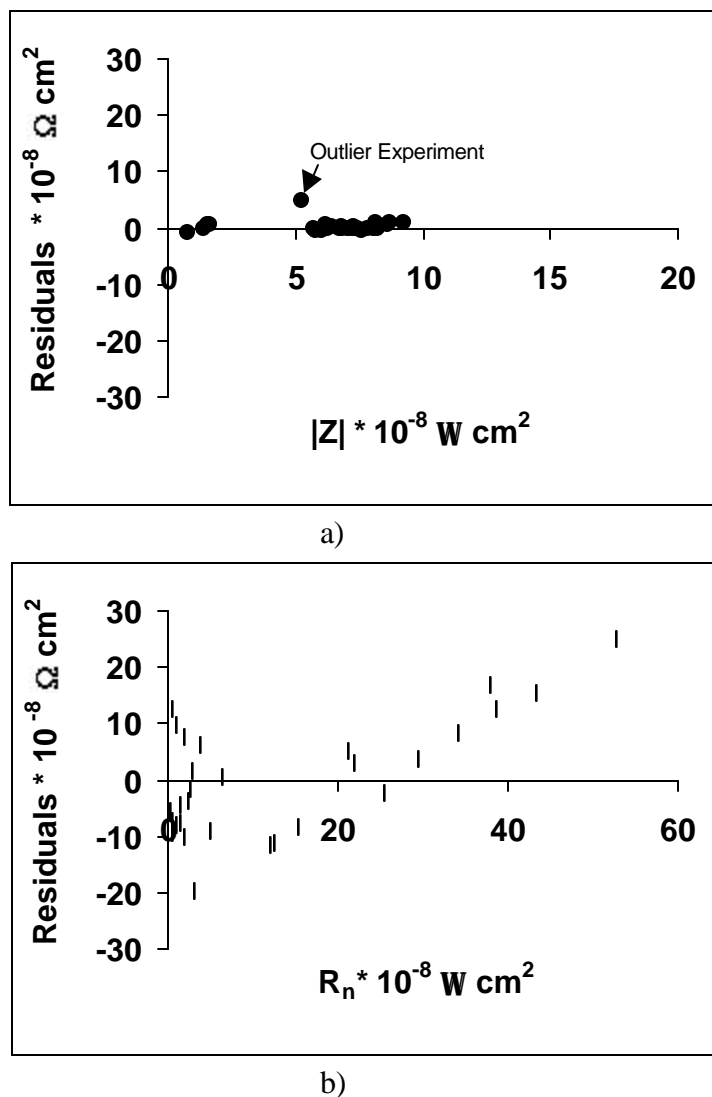 30
20
Outlier Experiment
10
0
0 5 10 15 20
-10
-20
-30
Residuals * 10⁻⁸ Ω cm²
|Z| * 10⁻⁸ W cm²
a)
30
20
10
0
0 20 40 60
-10
-20
-30
Residuals * 10⁻⁸ Ω cm²
Rₙ* 10⁻⁸ W cm²
b)